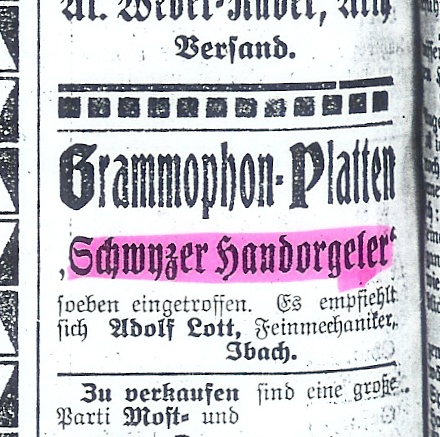 Versand.
Grammophon-Platten
„Schwyzer Handorgeler“
soeben eingetroffen. Es empfiehlt
sich Adolf Lott, Feinmechaniker,
Ibach.
Zu verkaufen sind eine große
Parti Most- und